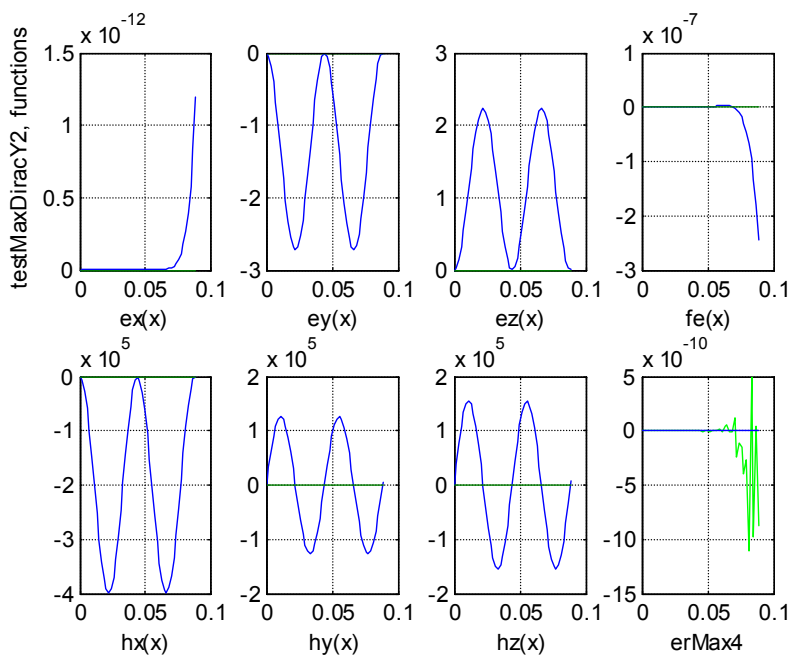 testMaxDiracY2, functions
x 10^-12
1.5
1
0.5
0
0 0.05 0.1
ex(x)
0
-1
-2
-3
0 0.05 0.1
ey(x)
3
2
1
0
0 0.05 0.1
ez(x)
x 10^-7
1
0
-1
-2
-3
0 0.05 0.1
fe(x)
x 10^5
0
-1
-2
-3
-4
0 0.05 0.1
hx(x)
x 10^5
2
1
0
-1
-2
0 0.05 0.1
hy(x)
x 10^5
2
1
0
-1
-2
0 0.05 0.1
hz(x)
x 10^-10
5
0
-5
-10
-15
0 0.05 0.1
erMax4